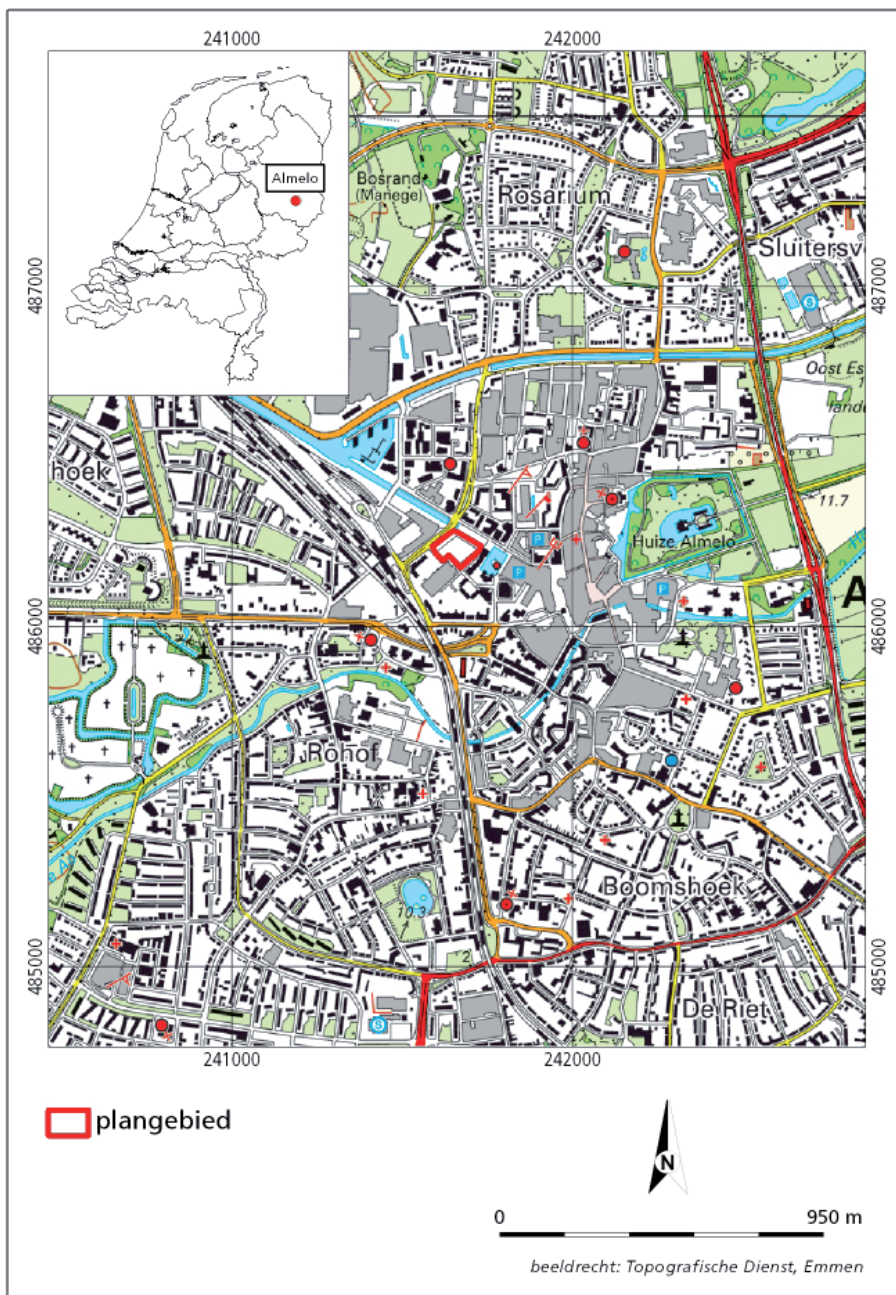 241000
242000
Almelo
Bosrand
(Manege)
Rosarium
487000
487000
Sluitersv
S
Oost Es
lande
hoek
11.7
P
Huize Almelo
P
P
A
486000
486000
Rohof
10.3
Boomshoek
2
485000
485000
De Riet
S
241000
242000
plangebied
N
0
950 m
beeldrecht: Topografische Dienst, Emmen